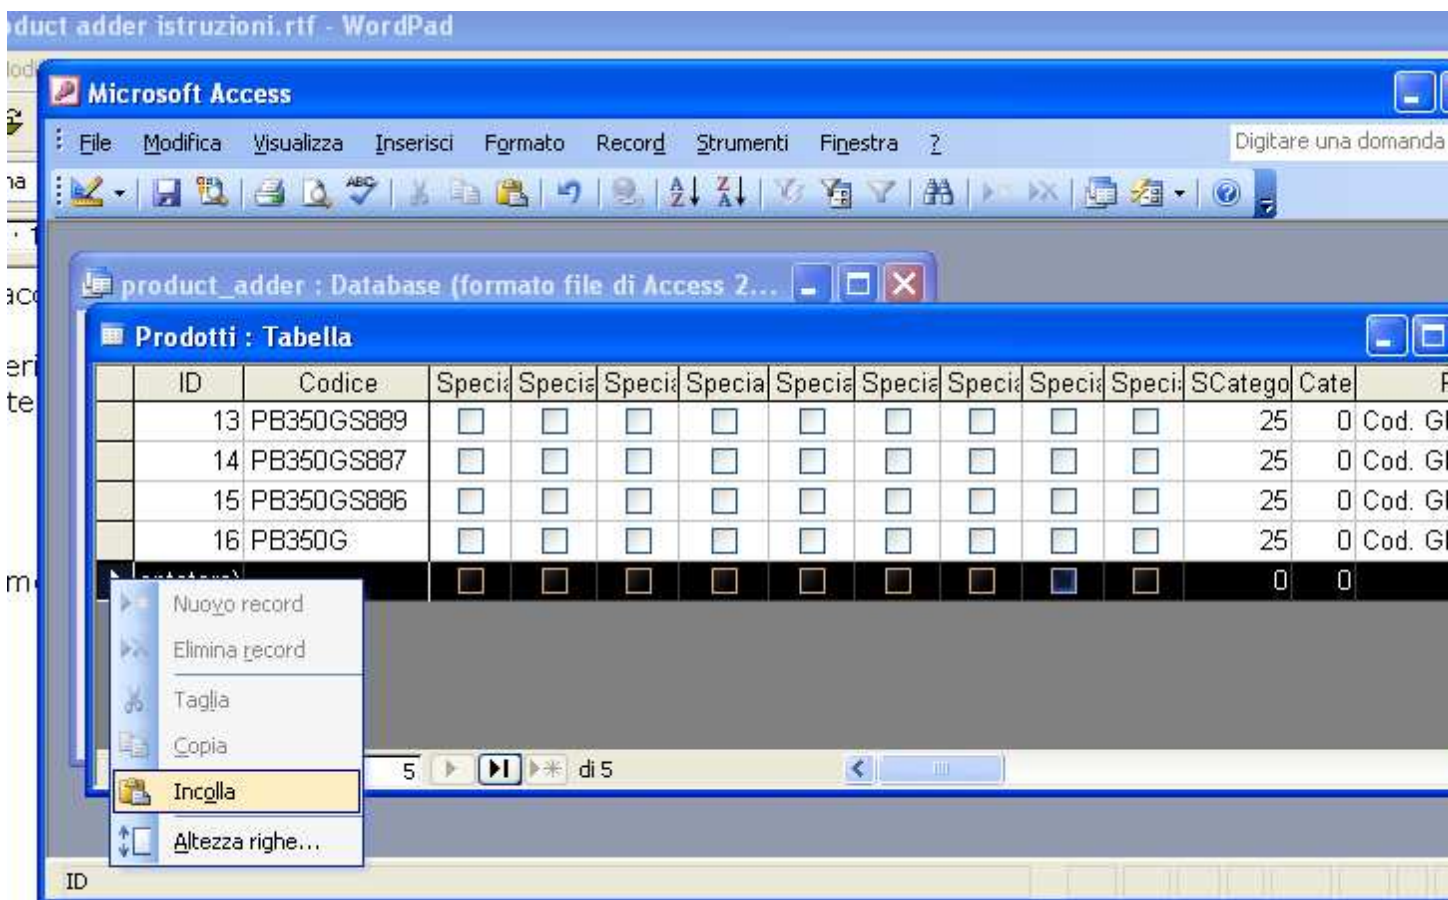 duct adder istruzioni.rtf - WordPad
Microsoft Access
File Modifica Visualizza Inserisci Formato Record Strumenti Finestra ? Digitare una domanda
product_adder : Database (formato file di Access 2...
Prodotti : Tabella
ID Codice Specia Specia Specia Special Specia Specia Specia Specia Speci SCatego Cate
13 PB350GS889 25 0 Cod. G
14 PB350GS887 25 0 Cod. G
15 PB350GS886 25 0 Cod. G
16 PB350G 25 0 Cod. G
0 0
Nuovo record
Elimina record
Taglia
Copia
Incolla
Altezza righe...
5 di 5
ID